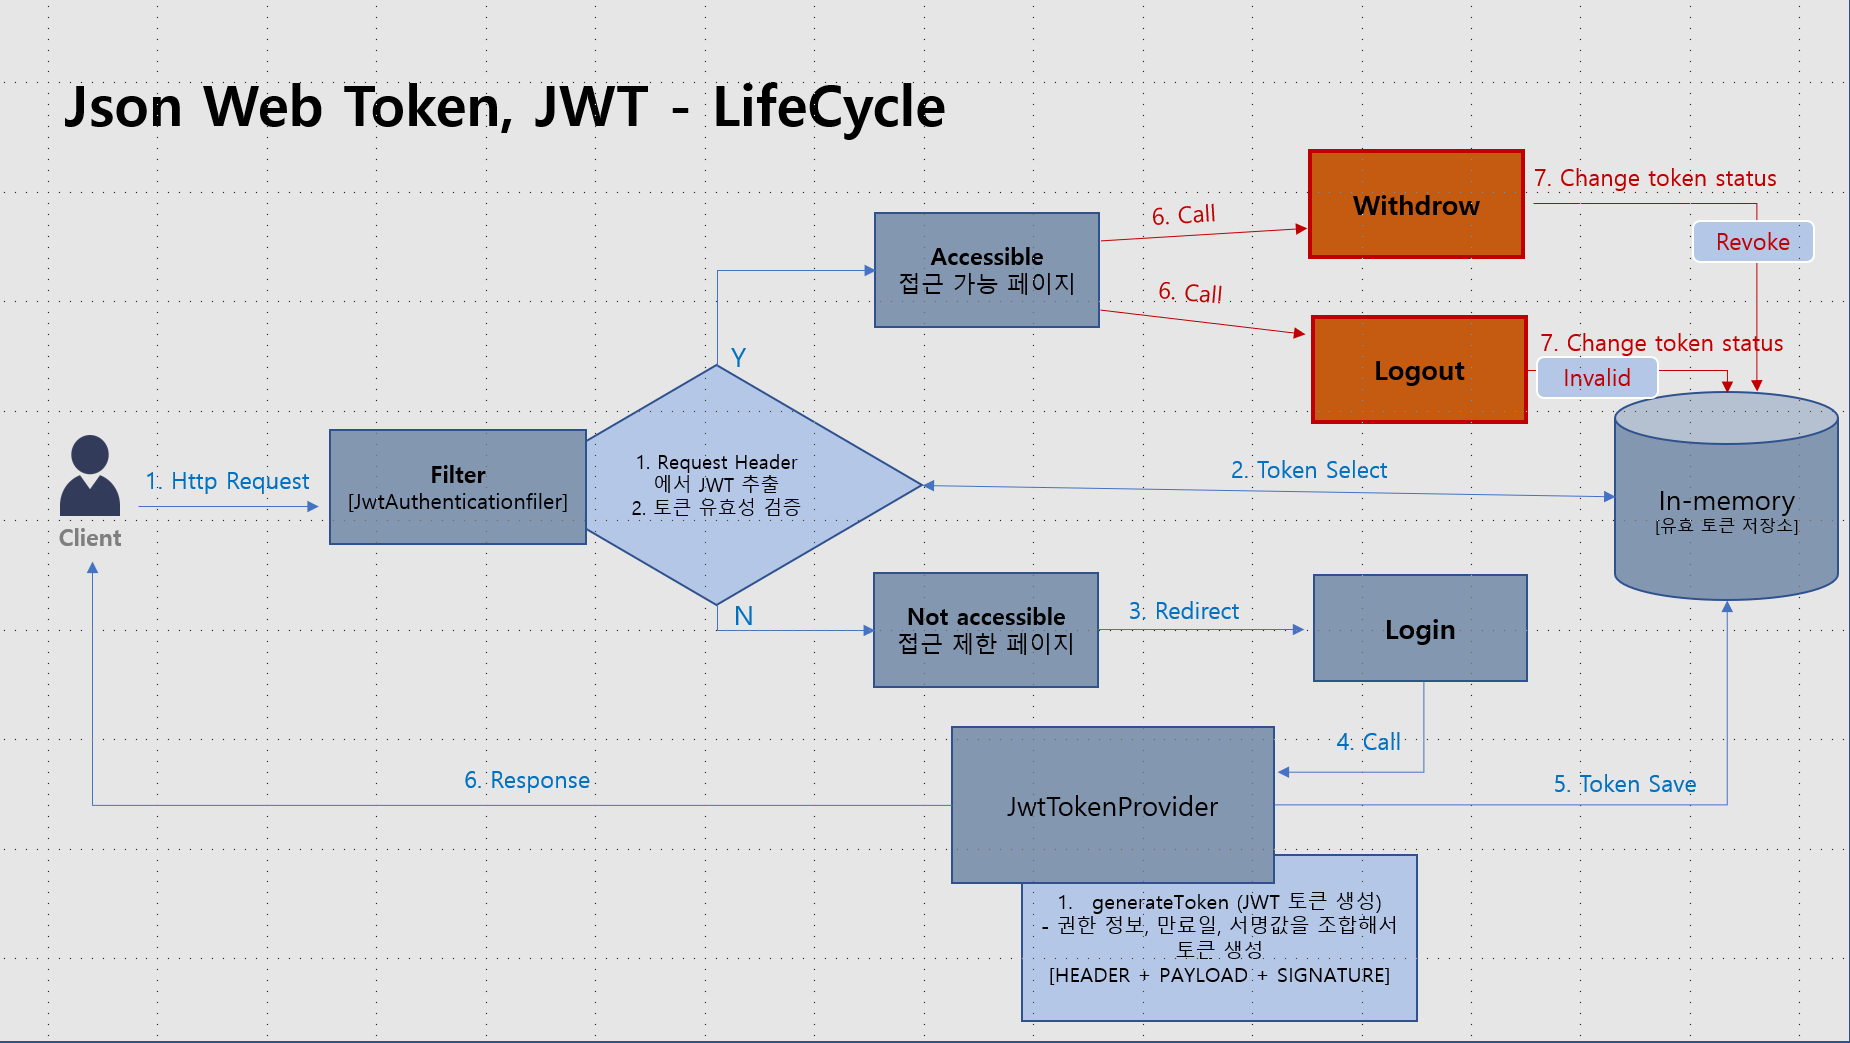 Json Web Token, JWT - LifeCycle
Withdrow
7. Change token status
Revoke
6. Call
Accessible
접근 가능 페이지
6. Call
Logout
7. Change token status
Invalid
Y
1. Http Request
Client
Filter
[JwtAuthenticationfiler]
1. Request Header
에서 JWT 추출
2. 토큰 유효성 검증
2. Token Select
In-memory
[유효 토큰 저장소]
N
Not accessible
접근 제한 페이지
3. Redirect
Login
4. Call
6. Response
JwtTokenProvider
5. Token Save
1. generateToken (JWT 토큰 생성)
- 권한 정보, 만료일, 서명값을 조합해서
토큰 생성
[HEADER + PAYLOAD + SIGNATURE]